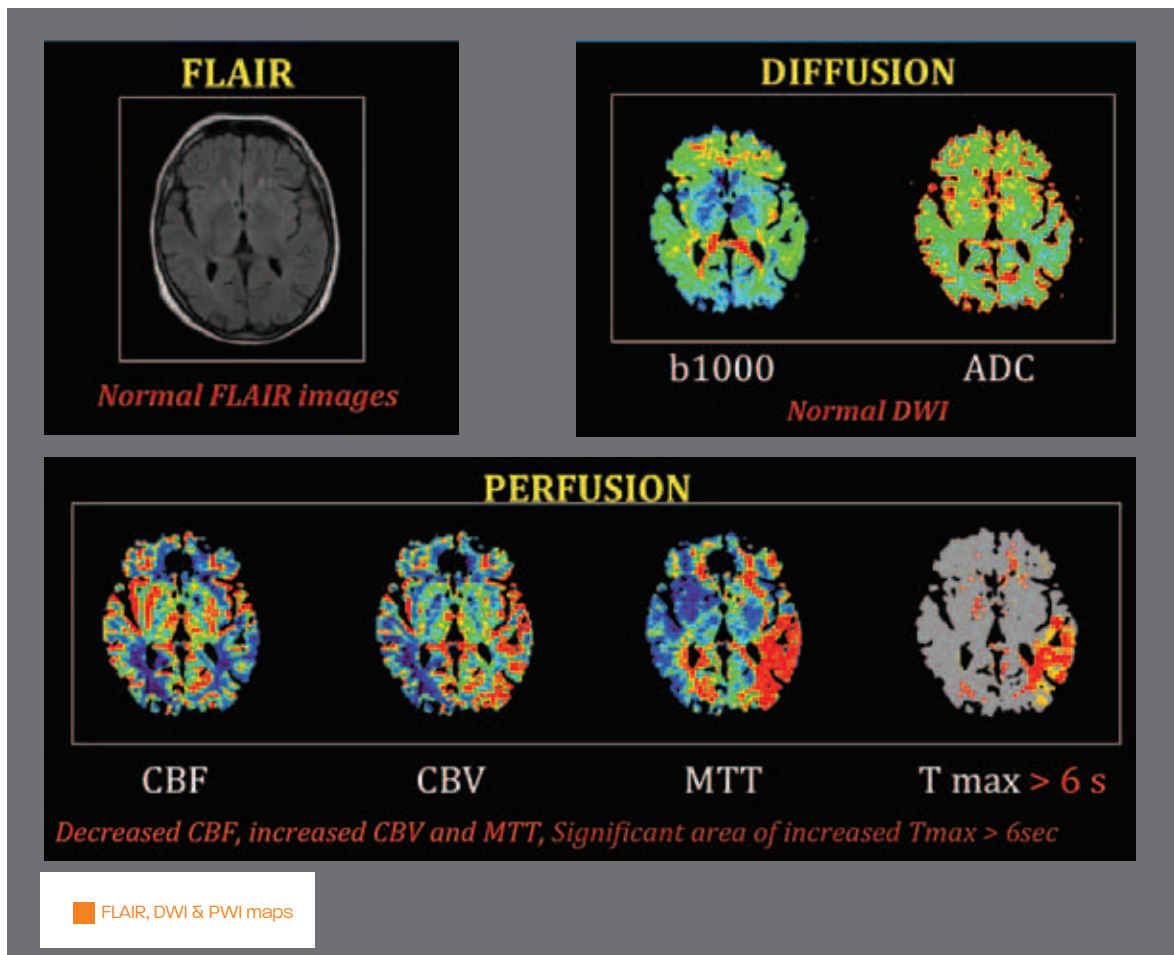 FLAIR
Normal FLAIR images
DIFFUSION
b1000
ADC
Normal DWI
PERFUSION
CBF
CBV
MTT
T max > 6 s
Decreased CBF, increased CBV and MTT, Significant area of increased Tmax > 6sec
FLAIR, DWI & PWI maps